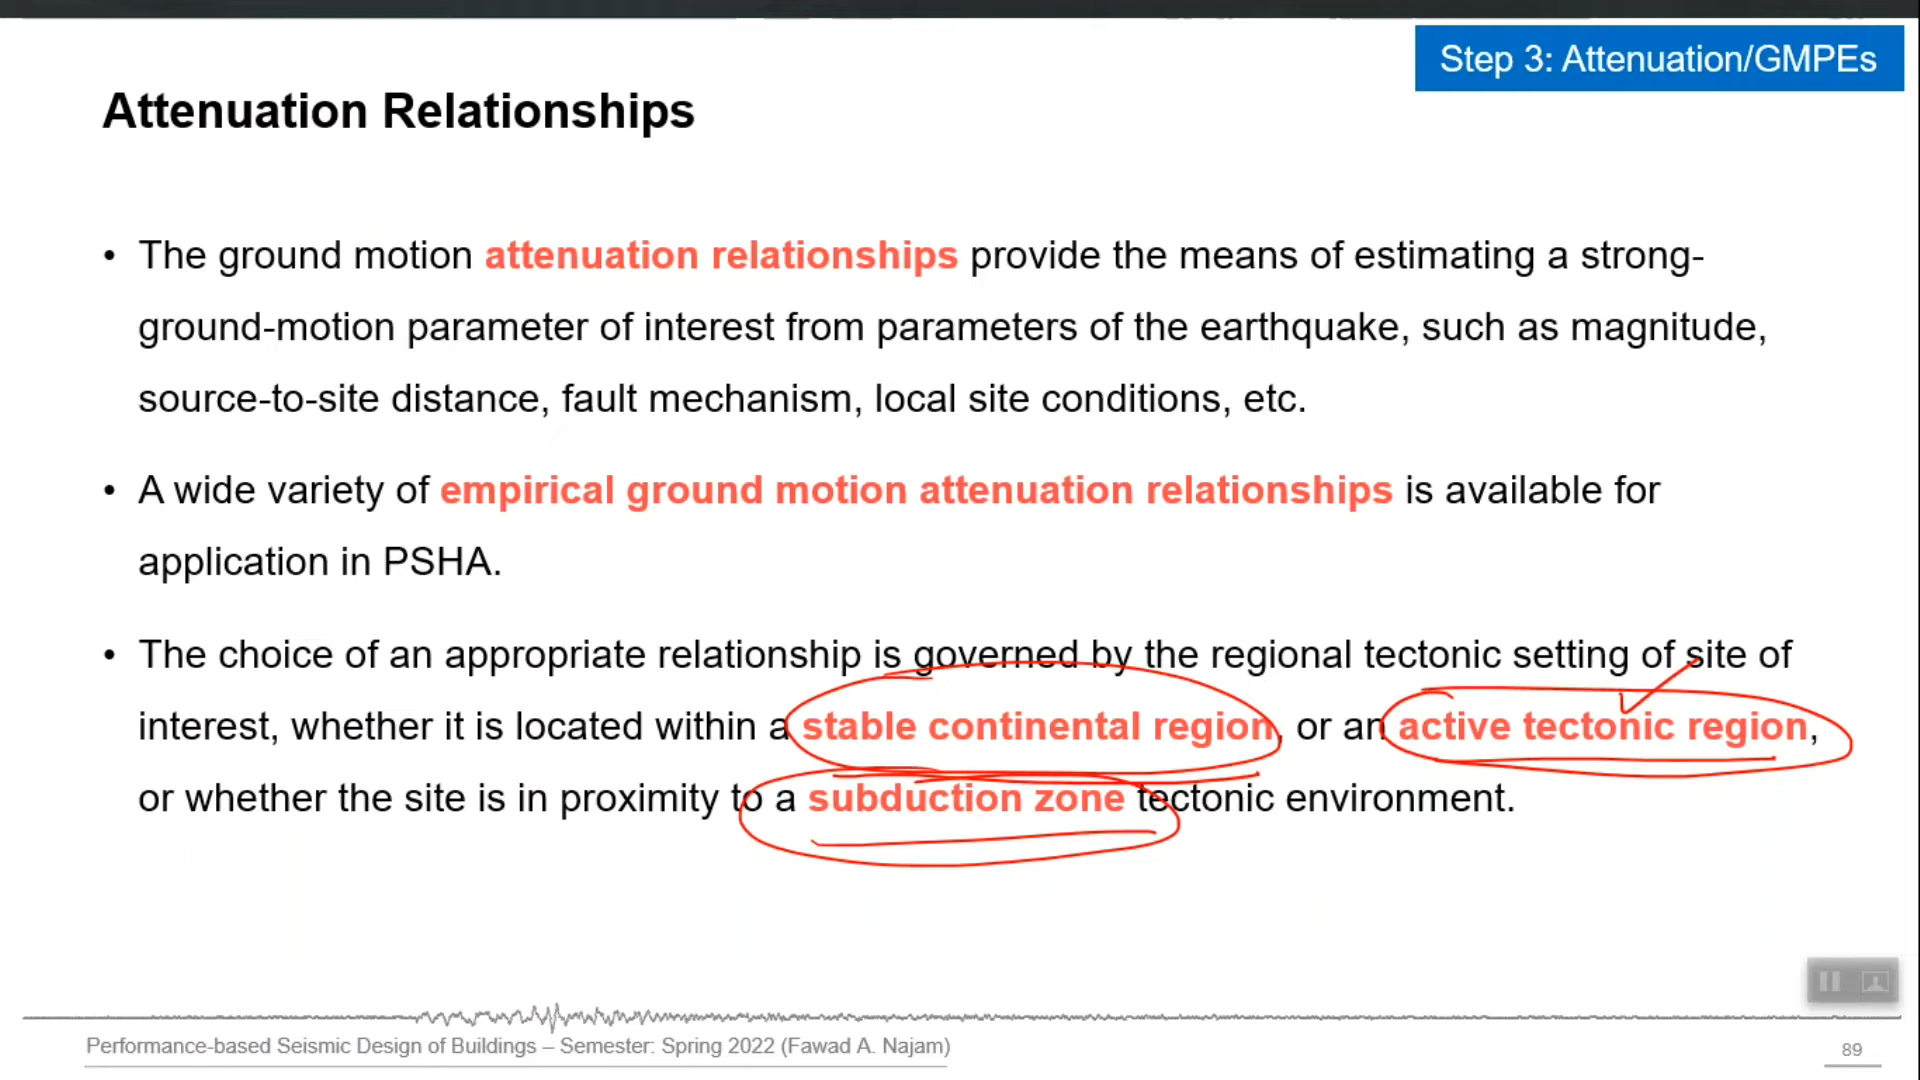 Step 3: Attenuation/GMPEs
Attenuation Relationships
• The ground motion attenuation relationships provide the means of estimating a strong-
ground-motion parameter of interest from parameters of the earthquake, such as magnitude,
source-to-site distance, fault mechanism, local site conditions, etc.
• A wide variety of empirical ground motion attenuation relationships is available for
application in PSHA.
• The choice of an appropriate relationship is governed by the regional tectonic setting of site of
interest, whether it is located within a stable continental region, or an active tectonic region,
or whether the site is in proximity to a subduction zone tectonic environment.
Performance-based Seismic Design of Buildings – Semester: Spring 2022 (Fawad A. Najam)
89